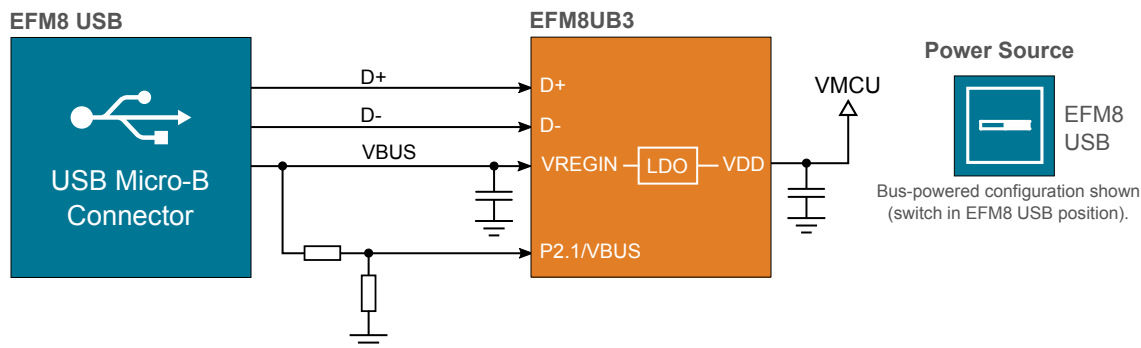 EFM8 USB
EFM8UB3
Power Source
D+
D+
VMCU
EFM8
USB
D-
D-
VBUS
VREGIN
LDO
VDD
USB Micro-B
Connector
Bus-powered configuration shown
(switch in EFM8 USB position).
P2.1/VBUS